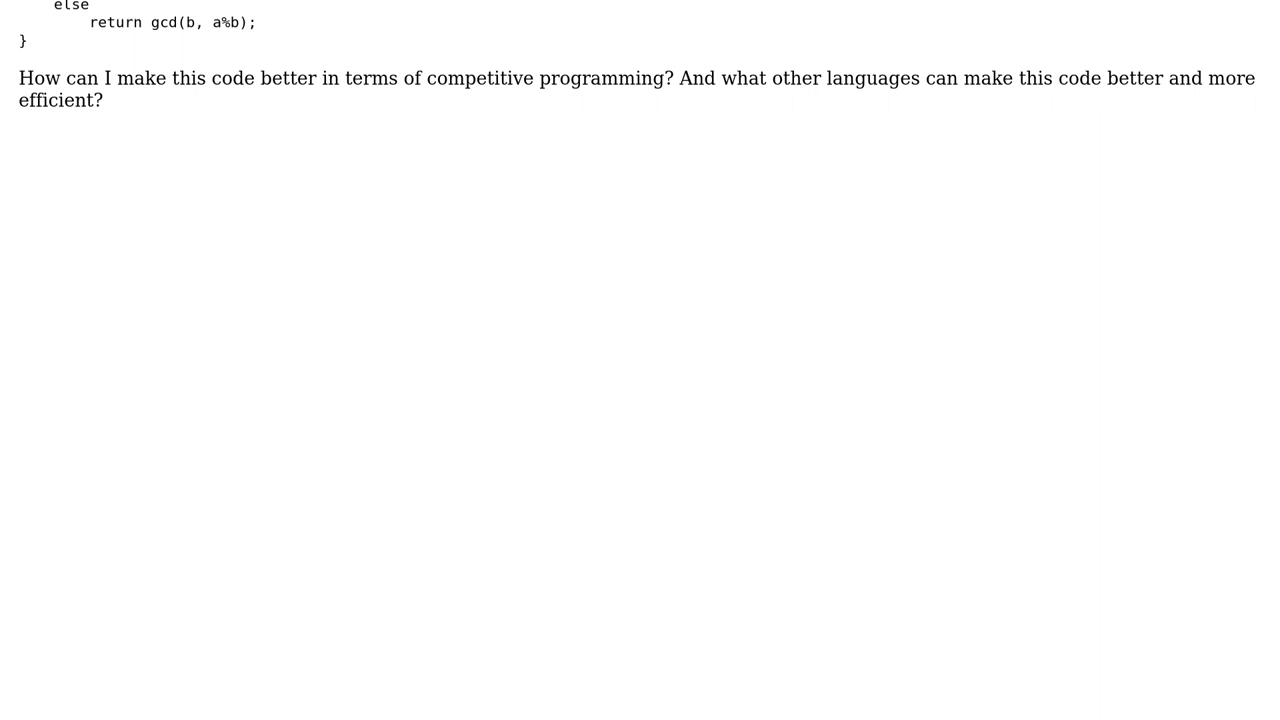 else
return gcd(b, a%b);
}
How can I make this code better in terms of competitive programming? And what other languages can make this code better and more
efficient?